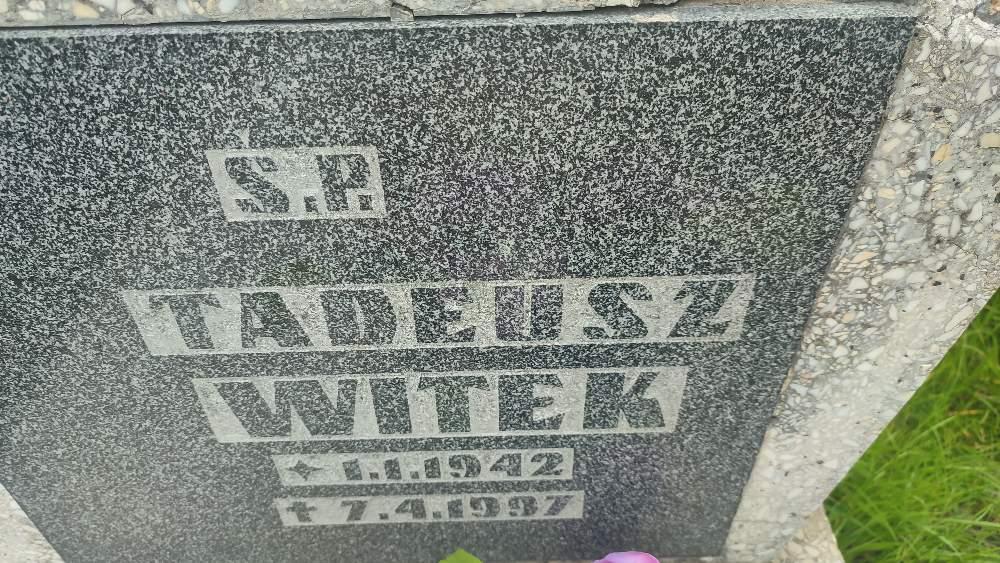 Ś.P.
TADEUSZ
WITEK
1.1.1942
✝ 7.4.1997